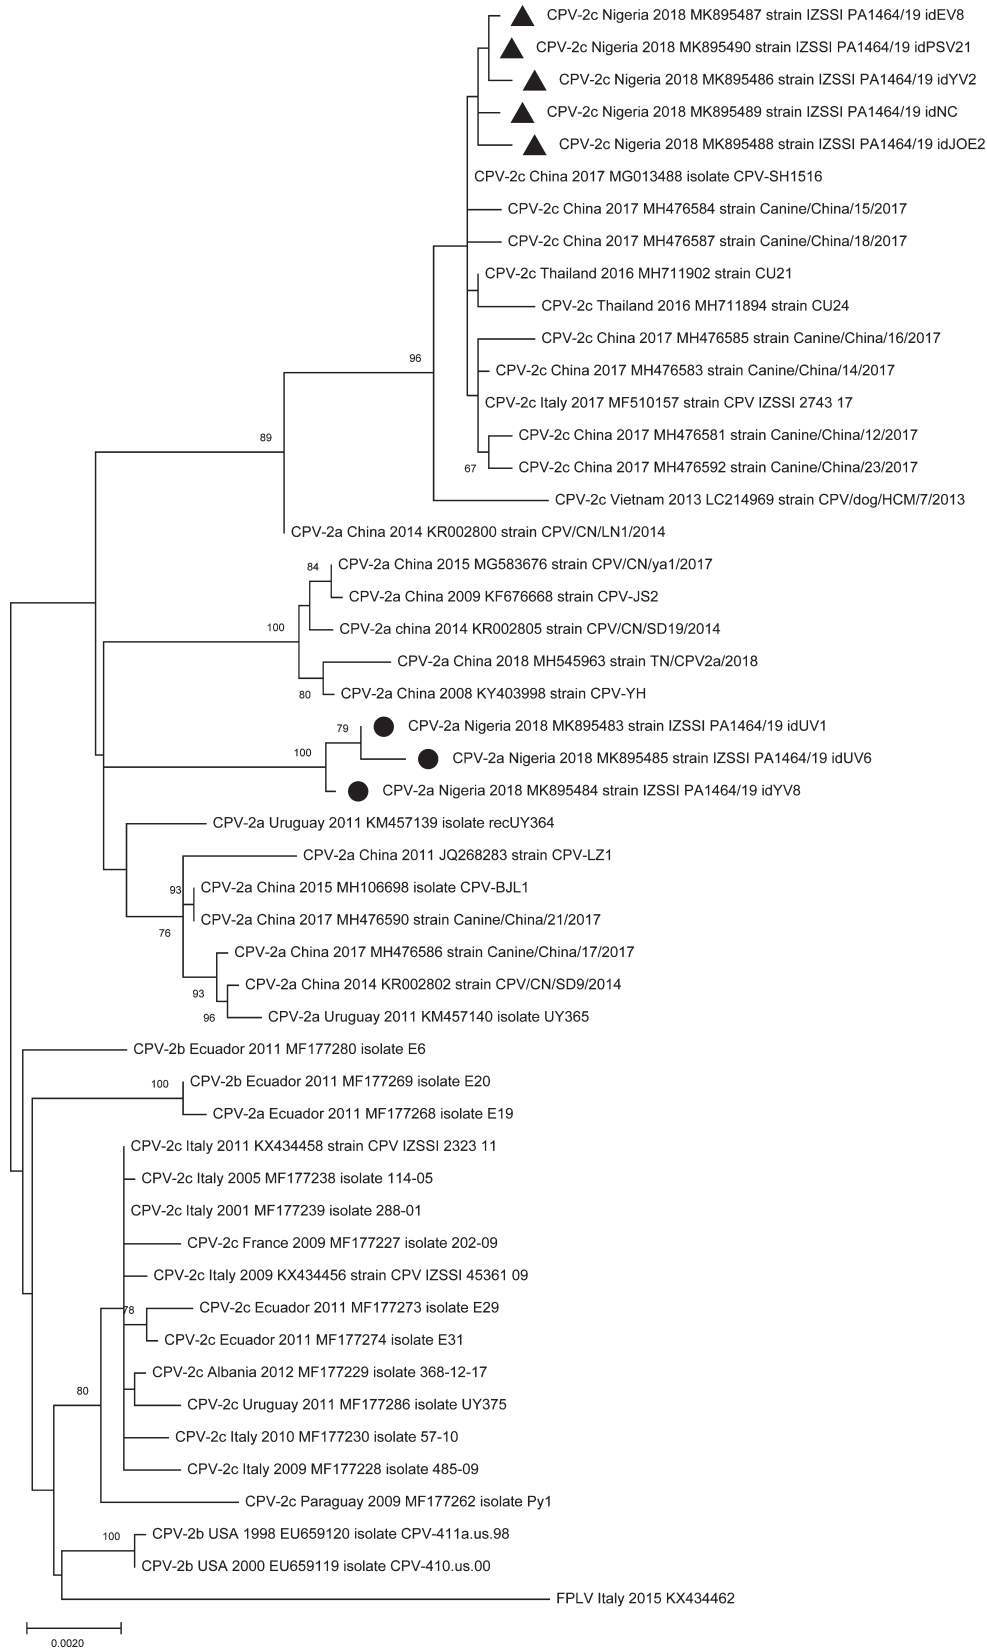 CPV-2c Nigeria 2018 MK895487 strain IZSSI PA1464/19 idEV8
CPV-2c Nigeria 2018 MK895490 strain IZSSI PA1464/19 idPSV21
CPV-2c Nigeria 2018 MK895486 strain IZSSI PA1464/19 idYV2
CPV-2c Nigeria 2018 MK895489 strain IZSSI PA1464/19 idNC
CPV-2c Nigeria 2018 MK895488 strain IZSSI PA1464/19 idJOE2
CPV-2c China 2017 MG013488 isolate CPV-SH1516
CPV-2c China 2017 MH476584 strain Canine/China/15/2017
CPV-2c China 2017 MH476587 strain Canine/China/18/2017
CPV-2c Thailand 2016 MH711902 strain CU21
CPV-2c Thailand 2016 MH711894 strain CU24
CPV-2c China 2017 MH476585 strain Canine/China/16/2017
96
CPV-2c China 2017 MH476583 strain Canine/China/14/2017
CPV-2c Italy 2017 MF510157 strain CPV IZSSI 2743 17
CPV-2c China 2017 MH476581 strain Canine/China/12/2017
89
67
CPV-2c China 2017 MH476592 strain Canine/China/23/2017
CPV-2c Vietnam 2013 LC214969 strain CPV/dog/HCM/7/2013
CPV-2a China 2014 KR002800 strain CPV/CN/LN1/2014
84
CPV-2a China 2015 MG583676 strain CPV/CN/ya1/2017
CPV-2a China 2009 KF676668 strain CPV-JS2
100
CPV-2a china 2014 KR002805 strain CPV/CN/SD19/2014
CPV-2a China 2018 MH545963 strain TN/CPV2a/2018
80
CPV-2a China 2008 KY403998 strain CPV-YH
79
CPV-2a Nigeria 2018 MK895483 strain IZSSI PA1464/19 idUV1
100
CPV-2a Nigeria 2018 MK895485 strain IZSSI PA1464/19 idUV6
CPV-2a Nigeria 2018 MK895484 strain IZSSI PA1464/19 idYV8
CPV-2a Uruguay 2011 KM457139 isolate recUY364
CPV-2a China 2011 JQ268283 strain CPV-LZ1
93
CPV-2a China 2015 MH106698 isolate CPV-BJL1
CPV-2a China 2017 MH476590 strain Canine/China/21/2017
76
CPV-2a China 2017 MH476586 strain Canine/China/17/2017
93
CPV-2a China 2014 KR002802 strain CPV/CN/SD9/2014
96
CPV-2a Uruguay 2011 KM457140 isolate UY365
CPV-2b Ecuador 2011 MF177280 isolate E6
100
CPV-2b Ecuador 2011 MF177269 isolate E20
CPV-2a Ecuador 2011 MF177268 isolate E19
CPV-2c Italy 2011 KX434458 strain CPV IZSSI 2323 11
CPV-2c Italy 2005 MF177238 isolate 114-05
CPV-2c Italy 2001 MF177239 isolate 288-01
CPV-2c France 2009 MF177227 isolate 202-09
CPV-2c Italy 2009 KX434456 strain CPV IZSSI 45361 09
78
CPV-2c Ecuador 2011 MF177273 isolate E29
CPV-2c Ecuador 2011 MF177274 isolate E31
CPV-2c Albania 2012 MF177229 isolate 368-12-17
80
CPV-2c Uruguay 2011 MF177286 isolate UY375
CPV-2c Italy 2010 MF177230 isolate 57-10
CPV-2c Italy 2009 MF177228 isolate 485-09
CPV-2c Paraguay 2009 MF177262 isolate Py1
100
CPV-2b USA 1998 EU659120 isolate CPV-411a.us.98
CPV-2b USA 2000 EU659119 isolate CPV-410.us.00
FPLV Italy 2015 KX434462
0.0020